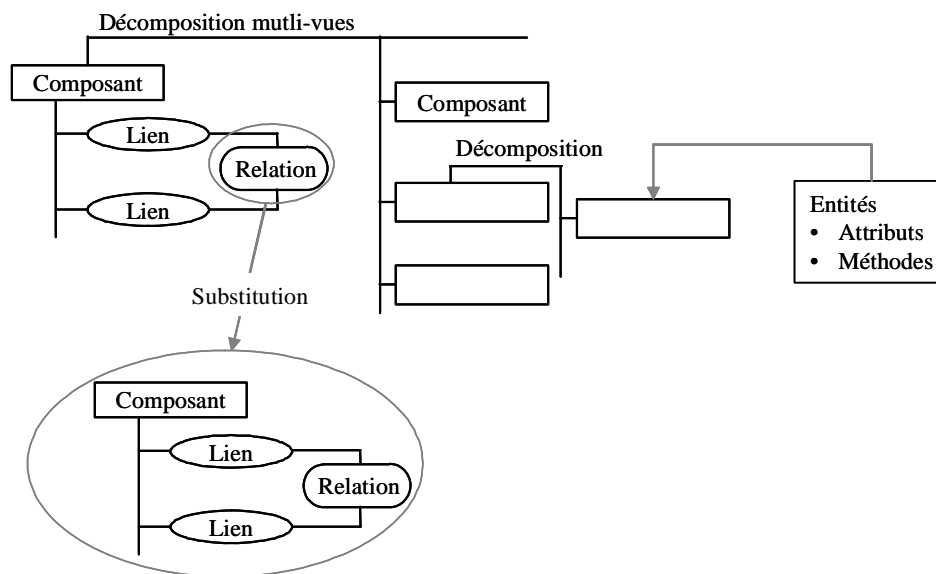 Décomposition mutli-vues
Composant
Composant
Lien
Décomposition
Relation
Entités
• Attributs
• Méthodes
Lien
Substitution
Composant
Lien
Relation
Lien